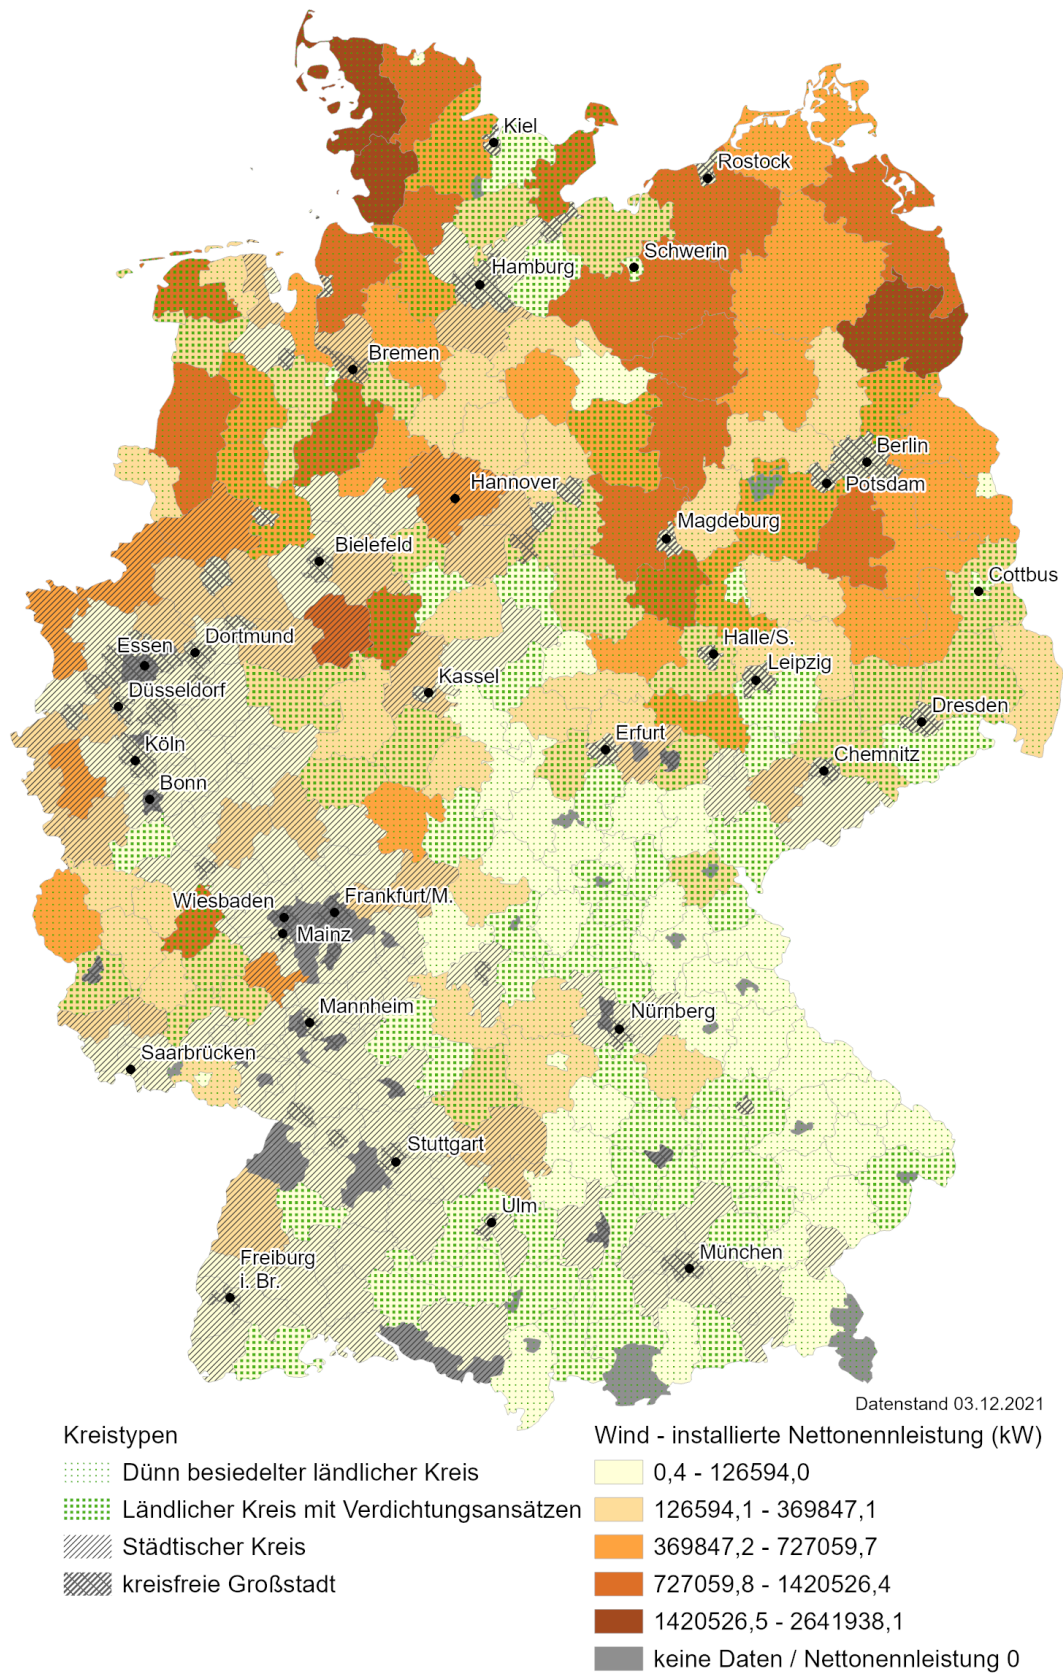 Kiel
Rostock
Schwerin
Hamburg
Bremen
Berlin
Hannover
Potsdam
Magdeburg
Bielefeld
Cottbus
Essen
Dortmund
Halle/S.
Leipzig
Düsseldorf
Kassel
Dresden
Köln
Erfurt
Chemnitz
Bonn
Wiesbaden
Frankfurt/M.
Mainz
Mannheim
Nürnberg
Saarbrücken
Stuttgart
Ulm
München
Freiburg
i. Br.
Datenstand 03.12.2021
Kreistypen
Dünn besiedelter ländlicher Kreis
Ländlicher Kreis mit Verdichtungsansätzen
Städtischer Kreis
kreisfreie Großstadt
Wind - installierte Nettonennleistung (kW)
0,4 - 126594,0
126594,1 - 369847,1
369847,2 - 727059,7
727059,8 - 1420526,4
1420526,5 - 2641938,1
keine Daten / Nettonennleistung 0